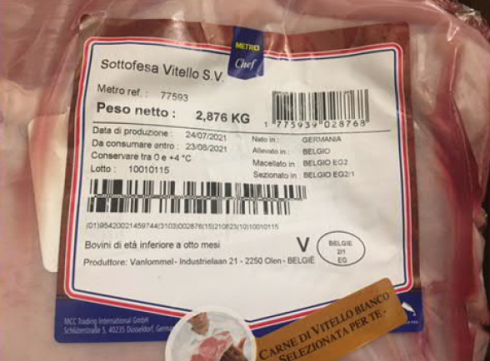 METRO
Chef
Sottofesa Vitello S.V.
Metro ref.: 77593
Peso netto : 2,876 KG
1 775939 028768
Data di produzione : 24/07/2021
Da consumare entro : 23/08/2021
Conservare tra 0 e +4 °C
Lotto : 10010115
Nato in : GERMANIA
Allevato in : BELGIO
Macellato in : BELGIO EG2
Sezionato in : BELGIO EG2/1
(01)95420021459744(3103)002876(15)210823(10)10010115
Bovini di età inferiore a otto mesi
V
BELGIE
2/1
EG
Produttore: Vanlommel - Industrielaan 21 - 2250 Olen - BELGIË
MCC Trading International GmbH
Schlüterstraße 5, 40235 Düsseldorf,
CARNE DI VITELLO BIANCO
SELEZIONATA PER TE